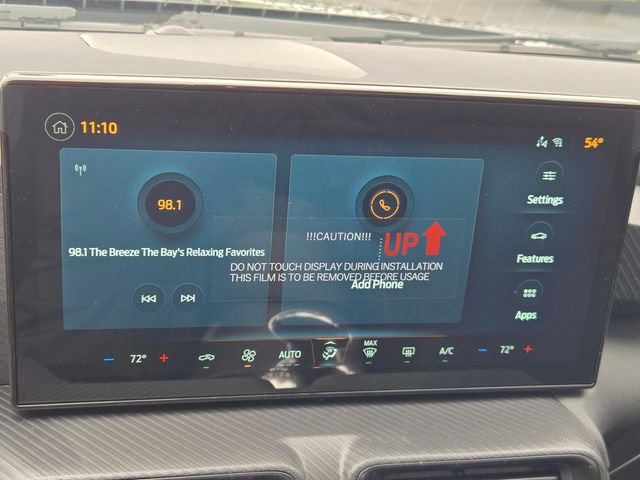 11:10
54°
98.1
98.1 The Breeze The Bay's Relaxing Favorites
!!!CAUTION!!!
UP
DO NOT TOUCH DISPLAY DURING INSTALLATION
THIS FILM IS TO BE REMOVED BEFORE USAGE
Add Phone
Settings
Features
Apps
- 72° +
AUTO
MAX
A/C
- 72° +